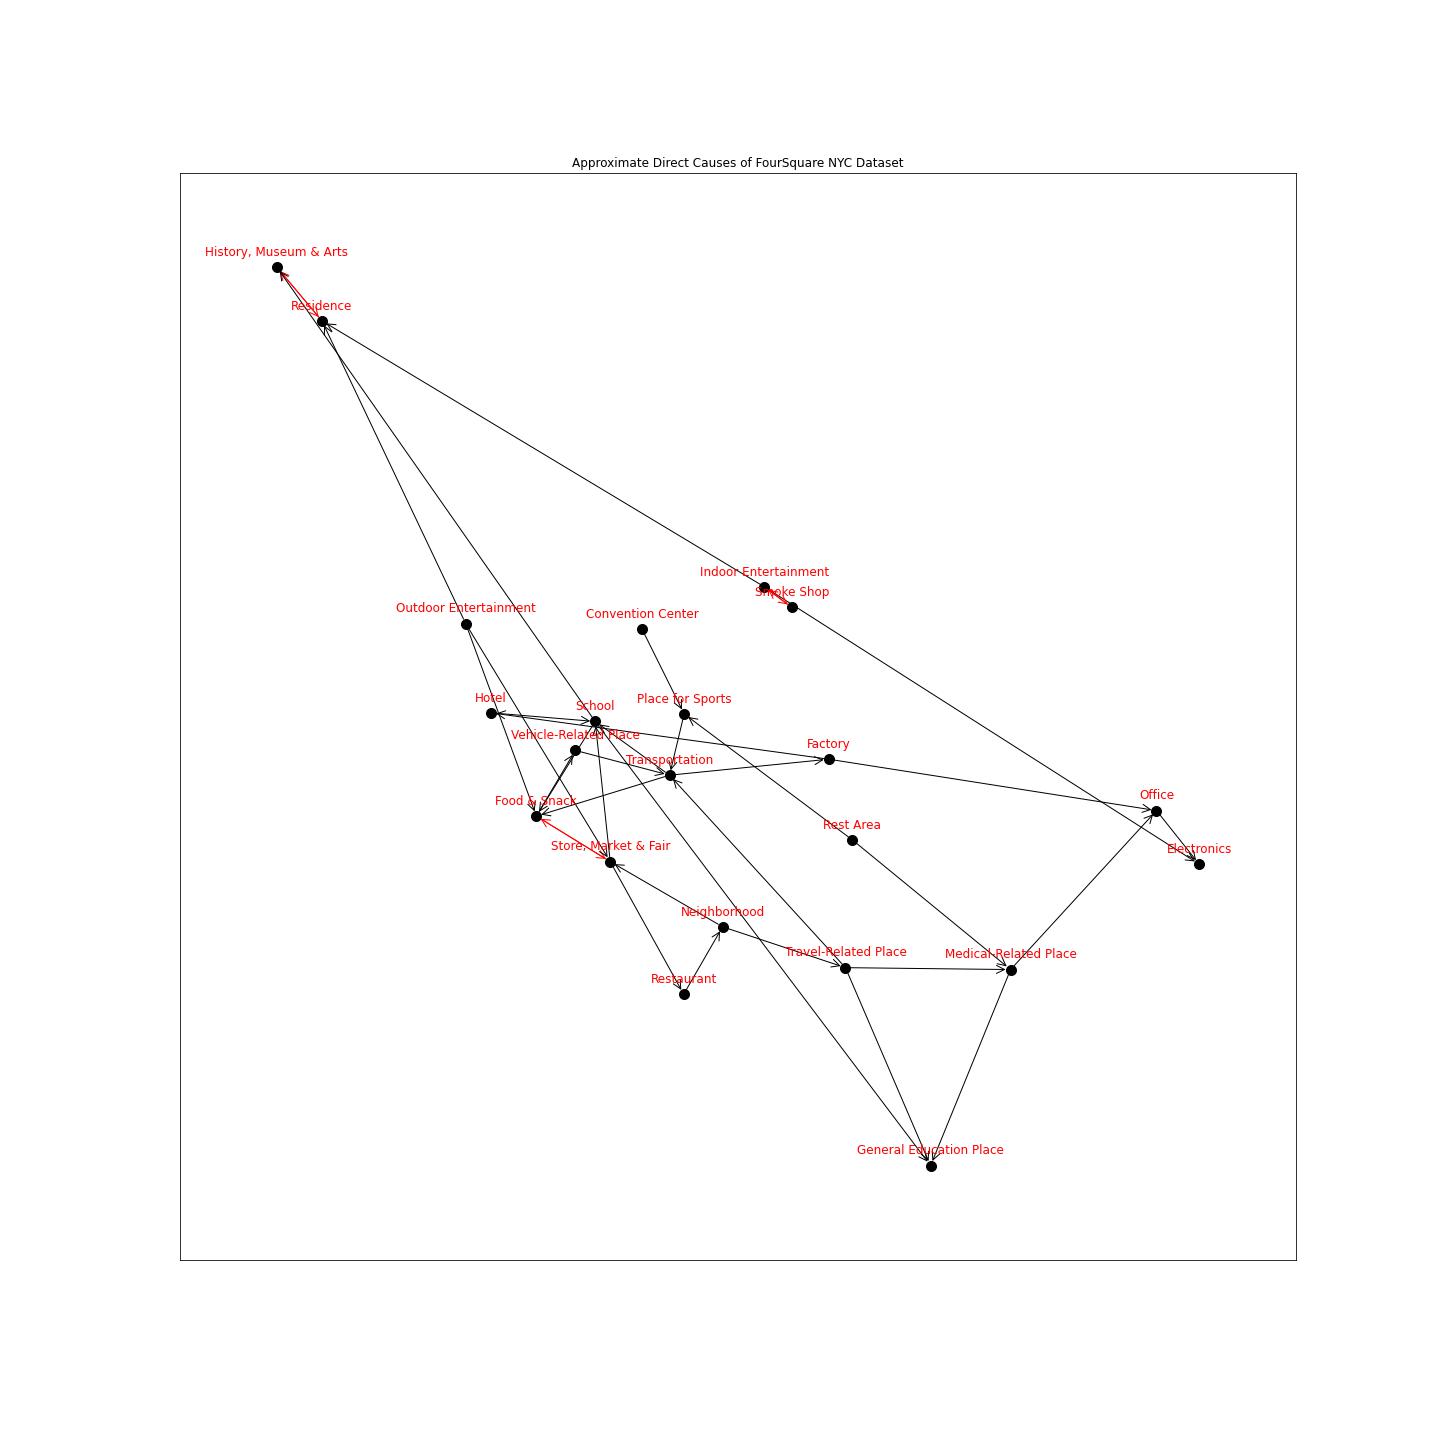 Approximate Direct Causes of FourSquare NYC Dataset
History, Museum & Arts
Residence
Indoor Entertainment
Smoke Shop
Outdoor Entertainment
Convention Center
Hotel
Place for Sports
School
Vehicle-Related Place
Factory
Transportation
Office
Food & Snack
Rest Area
Store, Market & Fair
Electronics
Neighborhood
Travel-Related Place
Medical-Related Place
Restaurant
General Education Place